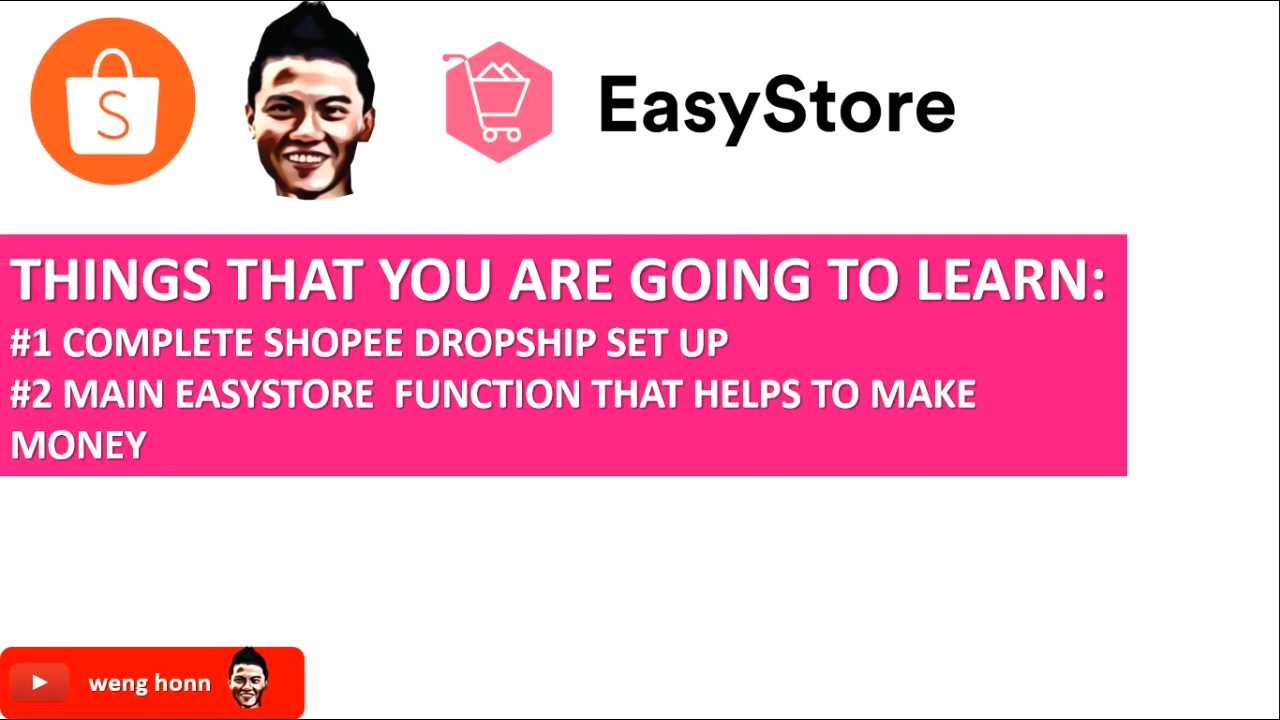 S
EasyStore
THINGS THAT YOU ARE GOING TO LEARN:
#1 COMPLETE SHOPEE DROPSHIP SET UP
#2 MAIN EASYSTORE  FUNCTION THAT HELPS TO MAKE
MONEY
weng honn